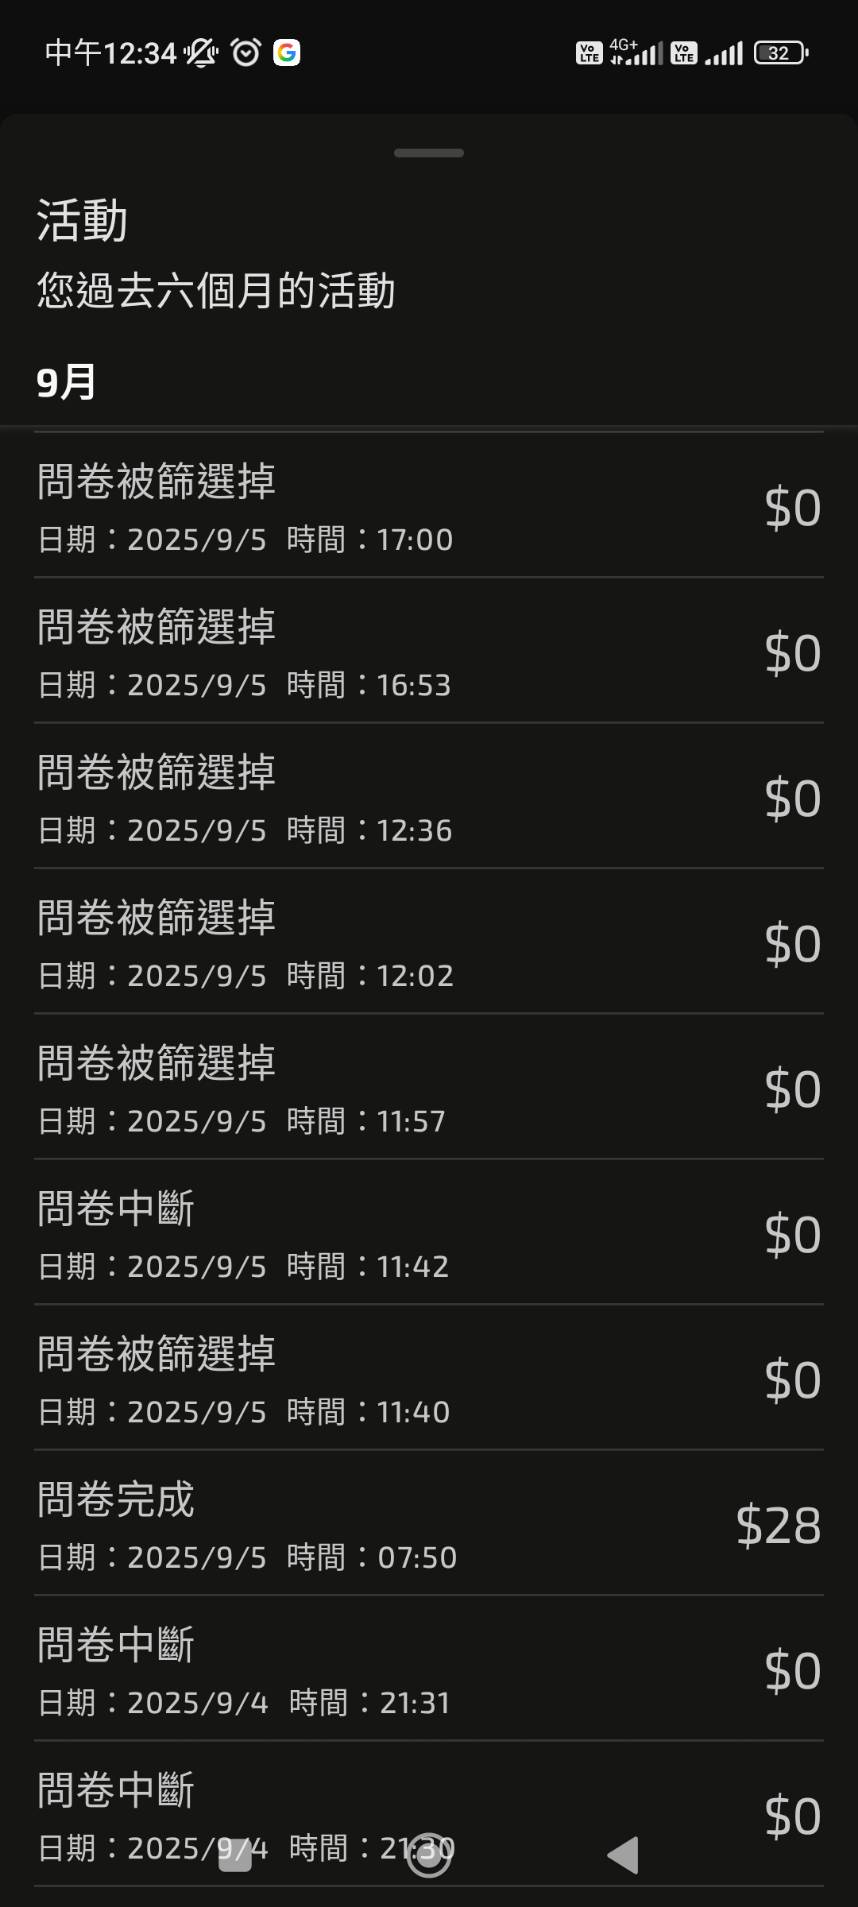 中午12:34
4G+
Vo LTE
Vo LTE
32
活動
您過去六個月的活動
9月
問卷被篩選掉
$0
日期：2025/9/5 時間：17:00
問卷被篩選掉
$0
日期：2025/9/5 時間：16:53
問卷被篩選掉
$0
日期：2025/9/5 時間：12:36
問卷被篩選掉
$0
日期：2025/9/5 時間：12:02
問卷被篩選掉
$0
日期：2025/9/5 時間：11:57
問卷中斷
$0
日期：2025/9/5 時間：11:42
問卷被篩選掉
$0
日期：2025/9/5 時間：11:40
問卷完成
$28
日期：2025/9/5 時間：07:50
問卷中斷
$0
日期：2025/9/4 時間：21:31
問卷中斷
$0
日期：2025/9/4 時間：21:30